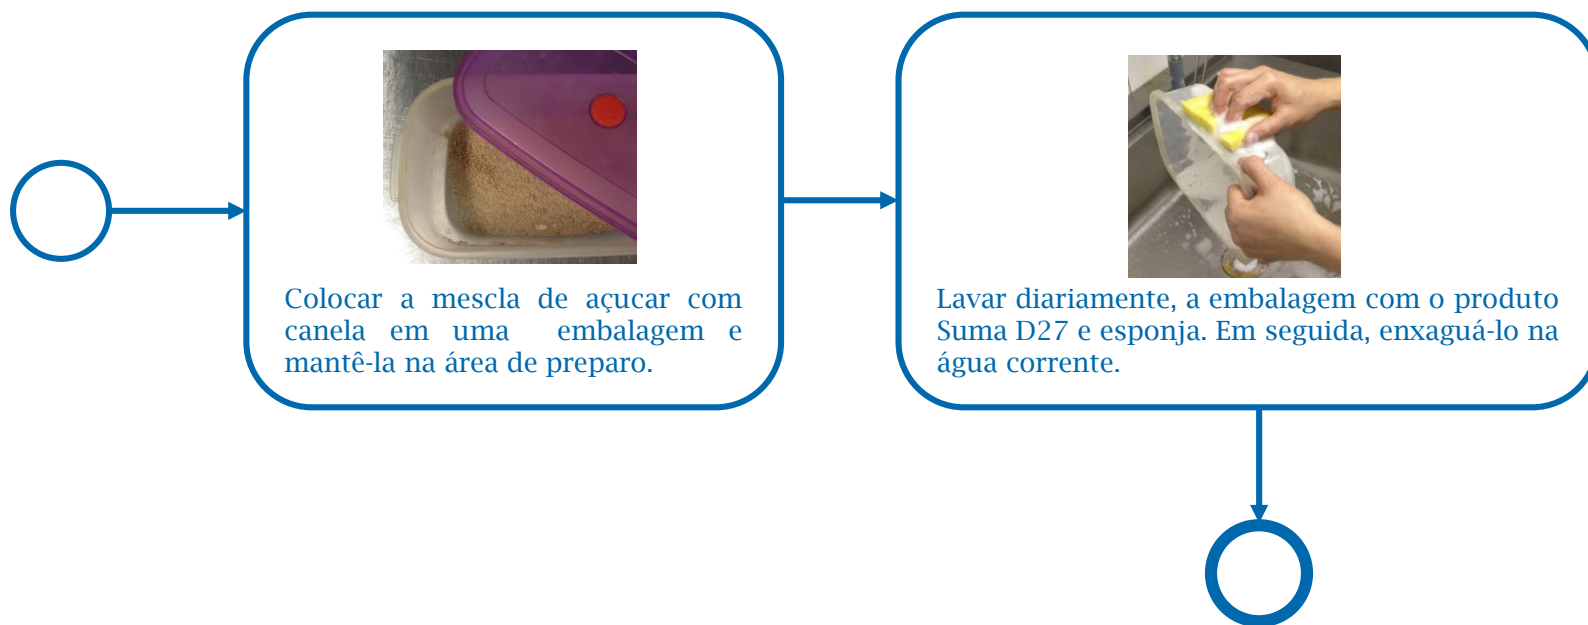 Colocar a mescla de açucar com
canela em uma embalagem e
mantê-la na área de preparo.
Lavar diariamente, a embalagem com o produto
Suma D27 e esponja. Em seguida, enxaguá-lo na
água corrente.